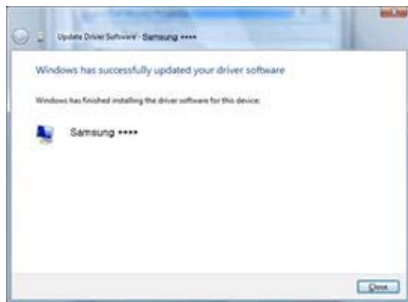 Update Driver Software - Samsung ****
Windows has successfully updated your driver software
Windows has finished installing the driver software for this device:
Samsung ****
Close